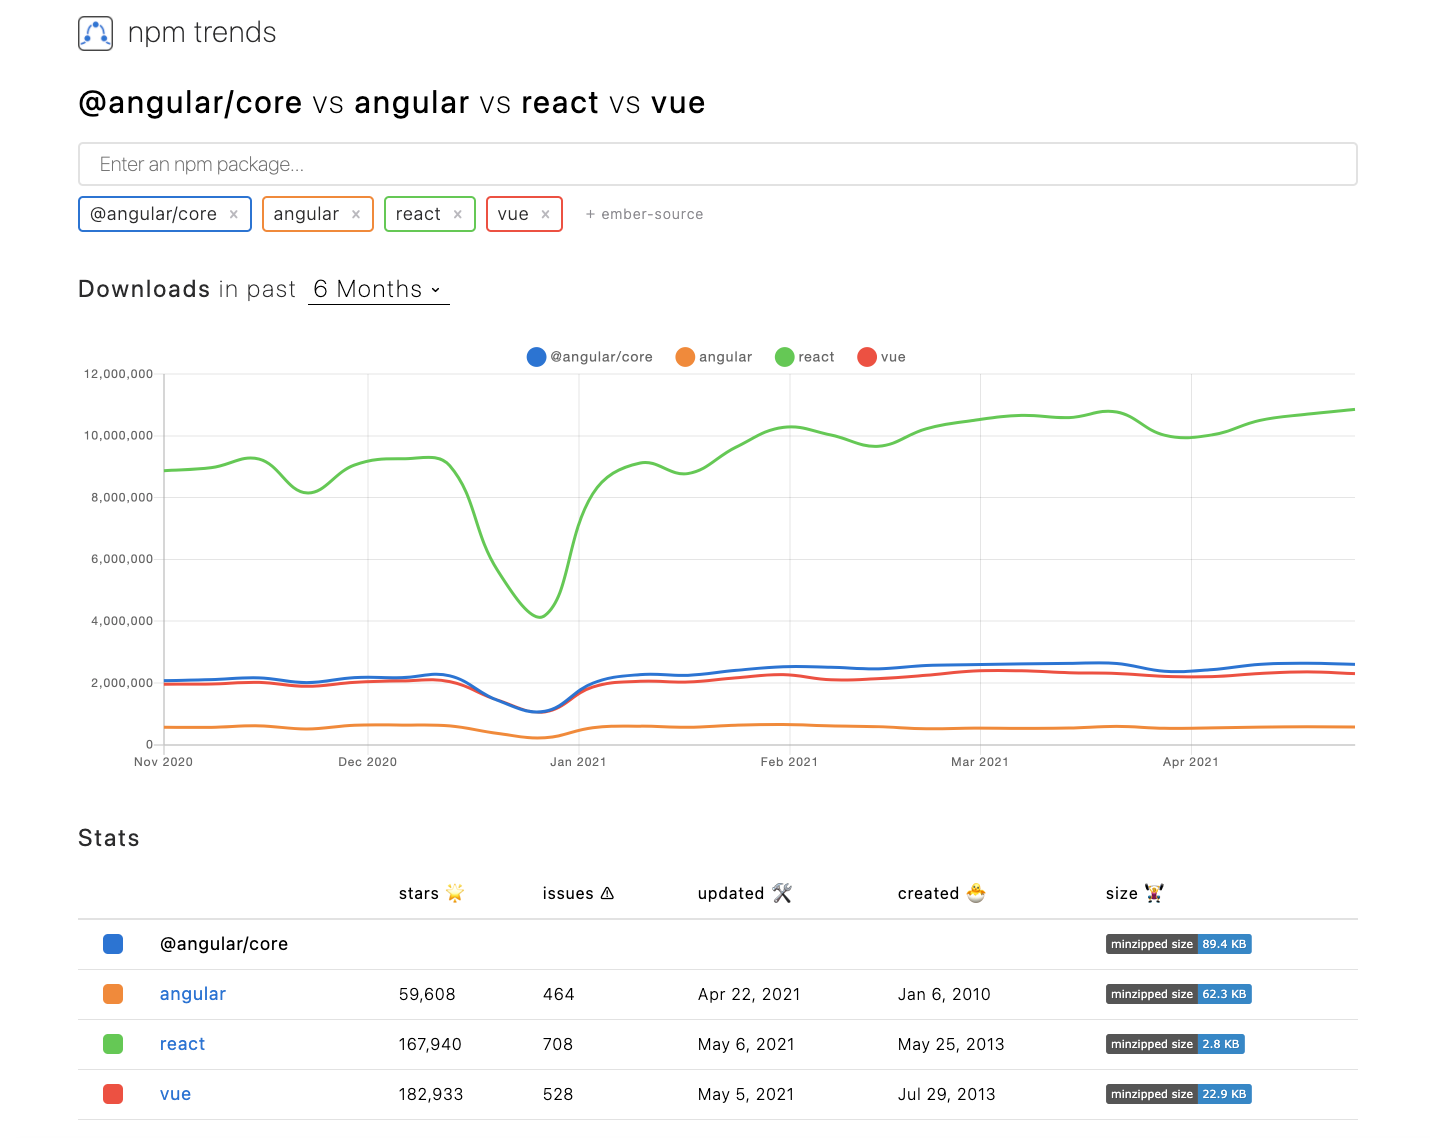 npm trends
@angular/core vs angular vs react vs vue
Enter an npm package...
@angular/core × angular × react × vue × + ember-source
Downloads in past 6 Months
@angular/core angular react vue
12,000,000
10,000,000
8,000,000
6,000,000
4,000,000
2,000,000
0
Nov 2020 Dec 2020 Jan 2021 Feb 2021 Mar 2021 Apr 2021
Stats
stars 🌟 issues ⚠ updated 🛠 created 🐣 size 🏋️‍♀️
@angular/core minzipped size 89.4 KB
angular 59,608 464 Apr 22, 2021 Jan 6, 2010 minzipped size 62.3 KB
react 167,940 708 May 6, 2021 May 25, 2013 minzipped size 2.8 KB
vue 182,933 528 May 5, 2021 Jul 29, 2013 minzipped size 22.9 KB